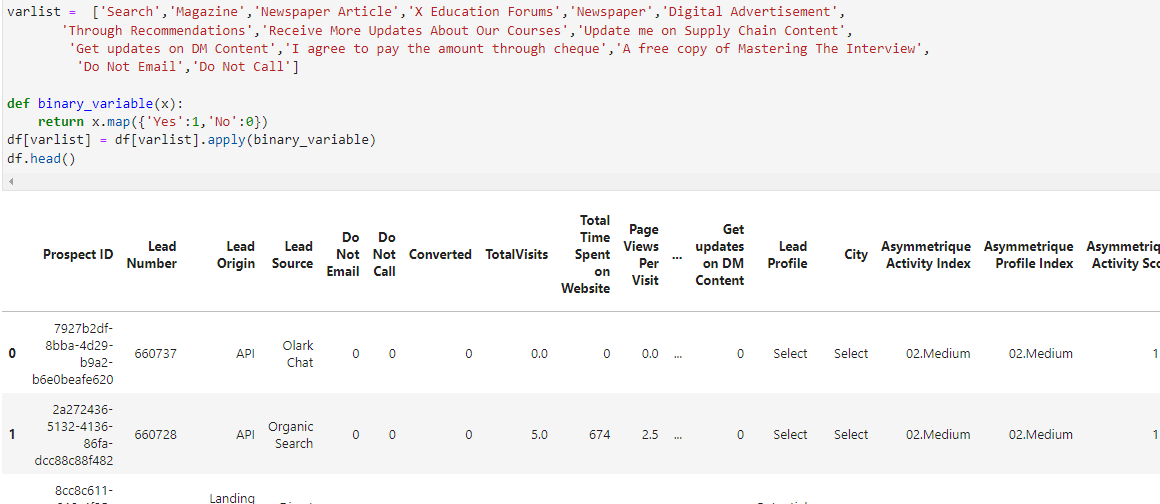 varlist =  ['Search','Magazine','Newspaper Article','X Education Forums','Newspaper','Digital Advertisement',
'Through Recommendations','Receive More Updates About Our Courses','Update me on Supply Chain Content',
'Get updates on DM Content','I agree to pay the amount through cheque','A free copy of Mastering The Interview',
'Do Not Email','Do Not Call']
def binary_variable(x):
return x.map({'Yes':1,'No':0})
df[varlist] = df[varlist].apply(binary_variable)
df.head()
Prospect ID Lead Number Lead Origin Lead Source Do Not Email Do Not Call Converted TotalVisits Total Time Spent on Website Page Views Per Visit ... Get updates on DM Content Lead Profile City Asymmetrique Activity Index Asymmetrique Profile Index Activity
0 7927b2df-8bba-4d29-b9a2-b6e0beafe620 660737 API Olark Chat 0 0 0 0.0 0 0.0 ... 0 Select Select 02.Medium 02.Medium 1
1 2a272436-5132-4136-86fa-dcc88c88f482 660728 API Organic Search 0 0 0 5.0 674 2.5 ... 0 Select Select 02.Medium 02.Medium 1
8cc8c611- Landing